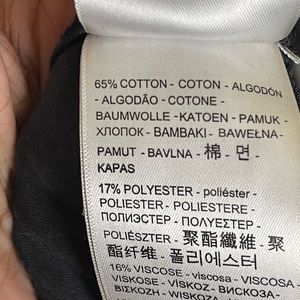 65% COTTON - COTON - ALGODÓN
- ALGODÃO - COTONE -
BAUMWOLLE - KATOEN - PAMUK -
ХЛОПОК - BAMBAKI - BAWEŁNA -
PAMUT - BAVLNA - 棉 - 면 -
KAPAS
17% POLYESTER - poliéster -
POLIESTER - POLYESTER -
ПОЛИЭСТЕР - ΠΟΛΥΕΣΤΕΡ -
POLIÉSZTER - 聚酯纖維 - 聚
酯纤维 - 폴리에스터
16% VISCOSE - viscosa - VISCOSA -
VISKOSE - VISKOZ - ВИСКОЗА -